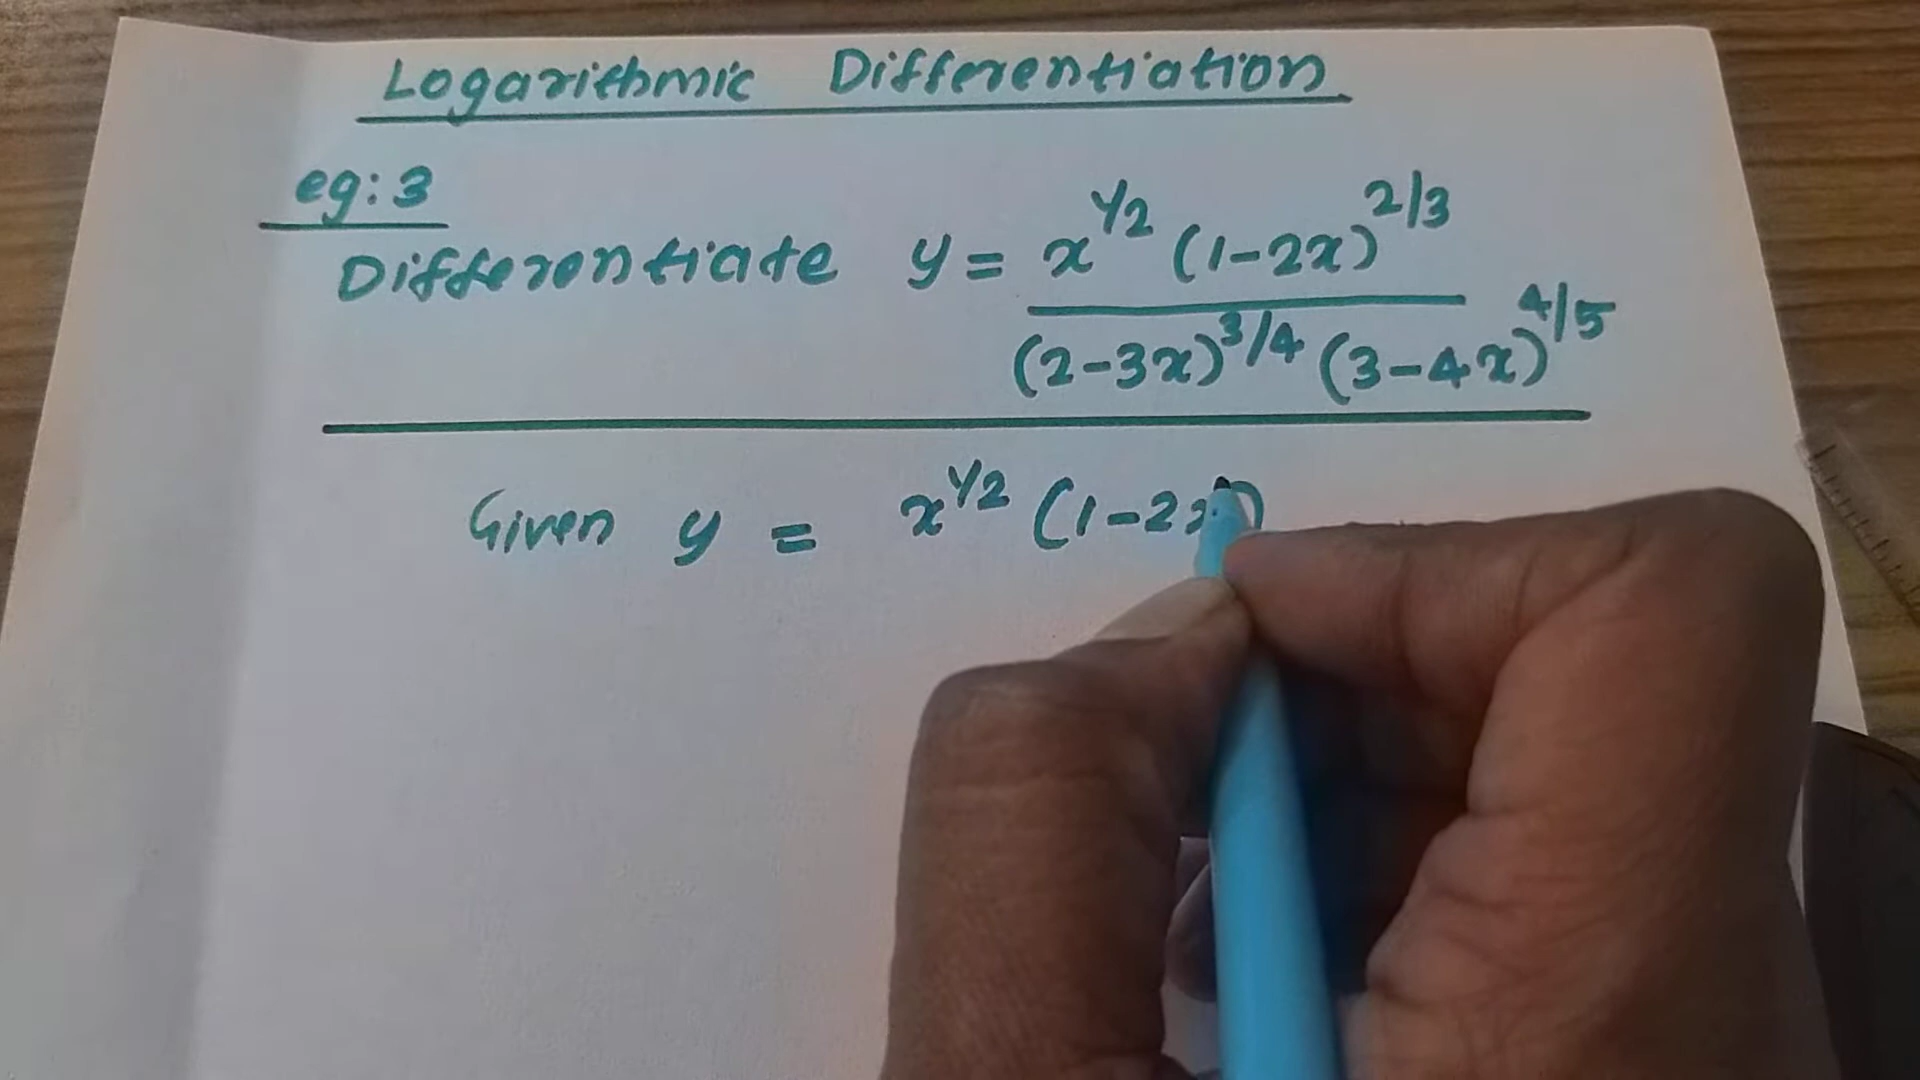 Logarithmic Differentiation
eg: 3
Differentiate y = x^1/2 (1-2x)^2/3
(2-3x)^3/4 (3-4x)^4/5
Given y = x^1/2 (1-2x)